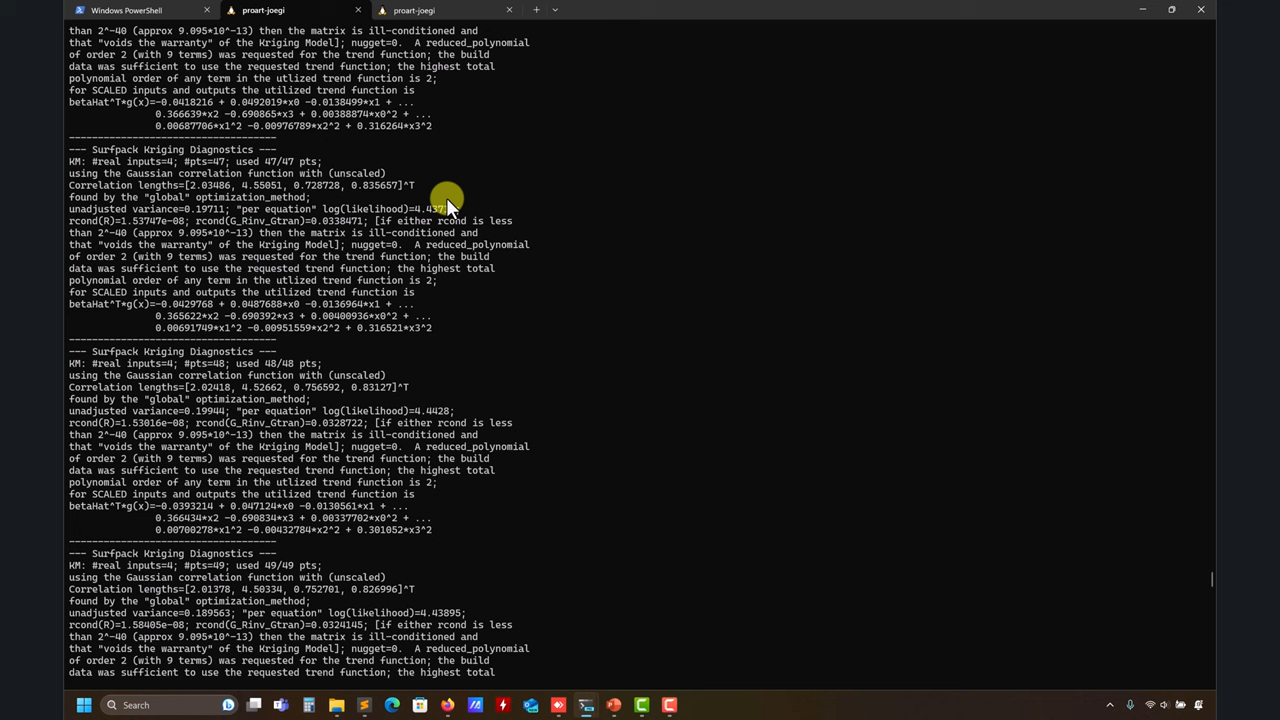 Windows PowerShell
proart-joegi
proart-joegi
than 2^-40 (approx 9.095*10^-13) then the matrix is ill-conditioned and
that "voids the warranty" of the Kriging Model]; nugget=0.  A reduced_polynomial
of order 2 (with 9 terms) was requested for the trend function; the build
data was sufficient to use the requested trend function; the highest total
polynomial order of any term in the utlized trend function is 2;
for SCALED inputs and outputs the utilized trend function is
betaHat^T*g(x)=-0.0418216 + 0.0492019*x0 -0.0138499*x1 + ...
0.366639*x2 -0.690865*x3 + 0.00388874*x0^2 + ...
0.00687706*x1^2 -0.00976789*x2^2 + 0.316264*x3^2
------------------------------------
--- Surfpack Kriging Diagnostics ---
KM: #real inputs=4; #pts=47; used 47/47 pts;
using the Gaussian correlation function with (unscaled)
Correlation lengths=[2.03486, 4.55051, 0.728728, 0.835657]^T
found by the "global" optimization_method;
unadjusted variance=0.19711; "per equation" log(likelihood)=
rcond(R)=1.53747e-08; rcond(G_Rinv_Gtran)=0.0338471; [if either rcond is less
than 2^-40 (approx 9.095*10^-13) then the matrix is ill-conditioned and
that "voids the warranty" of the Kriging Model]; nugget=0.  A reduced_polynomial
of order 2 (with 9 terms) was requested for the trend function; the build
data was sufficient to use the requested trend function; the highest total
polynomial order of any term in the utlized trend function is 2;
for SCALED inputs and outputs the utilized trend function is
betaHat^T*g(x)=-0.0429768 + 0.0487688*x0 -0.0136964*x1 + ...
0.365622*x2 -0.690392*x3 + 0.00400936*x0^2 + ...
0.00691749*x1^2 -0.00951559*x2^2 + 0.316521*x3^2
------------------------------------
--- Surfpack Kriging Diagnostics ---
KM: #real inputs=4; #pts=48; used 48/48 pts;
using the Gaussian correlation function with (unscaled)
Correlation lengths=[2.02418, 4.52662, 0.756592, 0.83127]^T
found by the "global" optimization_method;
unadjusted variance=0.19944; "per equation" log(likelihood)=4.4428;
rcond(R)=1.53016e-08; rcond(G_Rinv_Gtran)=0.0328722; [if either rcond is less
than 2^-40 (approx 9.095*10^-13) then the matrix is ill-conditioned and
that "voids the warranty" of the Kriging Model]; nugget=0.  A reduced_polynomial
of order 2 (with 9 terms) was requested for the trend function; the build
data was sufficient to use the requested trend function; the highest total
polynomial order of any term in the utlized trend function is 2;
for SCALED inputs and outputs the utilized trend function is
betaHat^T*g(x)=-0.0393214 + 0.047124*x0 -0.0130561*x1 + ...
0.366434*x2 -0.690834*x3 + 0.00337702*x0^2 + ...
0.00700278*x1^2 -0.00432784*x2^2 + 0.301052*x3^2
------------------------------------
--- Surfpack Kriging Diagnostics ---
KM: #real inputs=4; #pts=49; used 49/49 pts;
using the Gaussian correlation function with (unscaled)
Correlation lengths=[2.01378, 4.50334, 0.752701, 0.826996]^T
found by the "global" optimization_method;
unadjusted variance=0.189563; "per equation" log(likelihood)=4.43895;
rcond(R)=1.58405e-08; rcond(G_Rinv_Gtran)=0.0324145; [if either rcond is less
than 2^-40 (approx 9.095*10^-13) then the matrix is ill-conditioned and
that "voids the warranty" of the Kriging Model]; nugget=0.  A reduced_polynomial
of order 2 (with 9 terms) was requested for the trend function; the build
data was sufficient to use the requested trend function; the highest total
Search